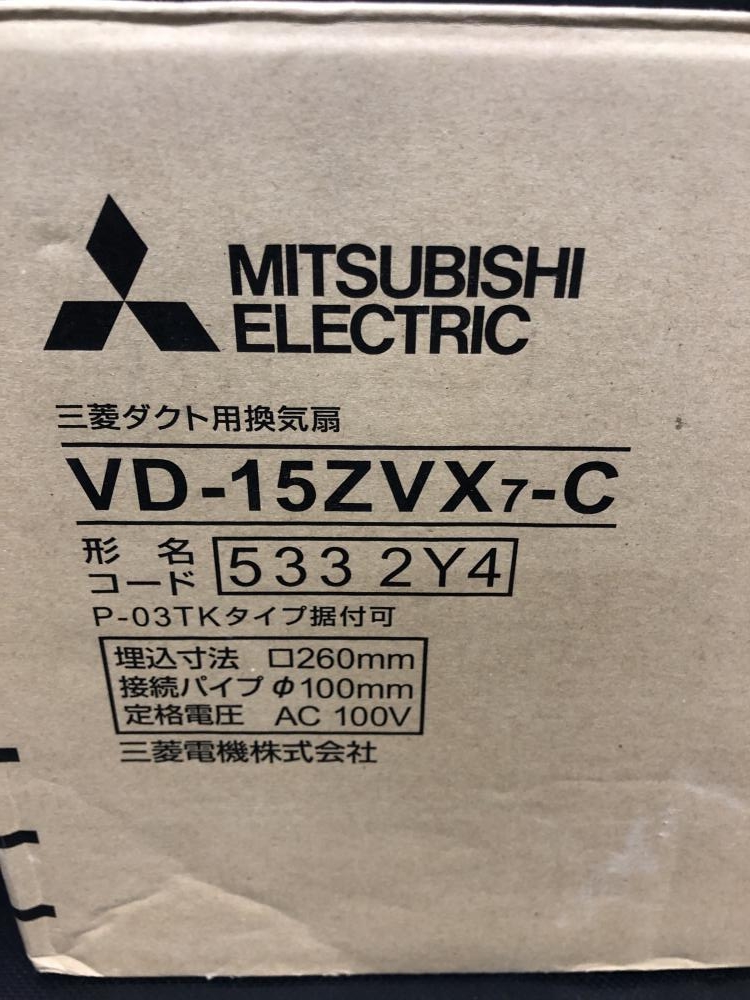 MITSUBISHI
ELECTRIC
三菱ダクト用換気扇
VD-15ZVX7-C
形名
コード 533 2Y4
P-03TKタイプ据付可
埋込寸法 □260mm
接続パイプ φ100mm
定格電圧 AC 100V
三菱電機株式会社